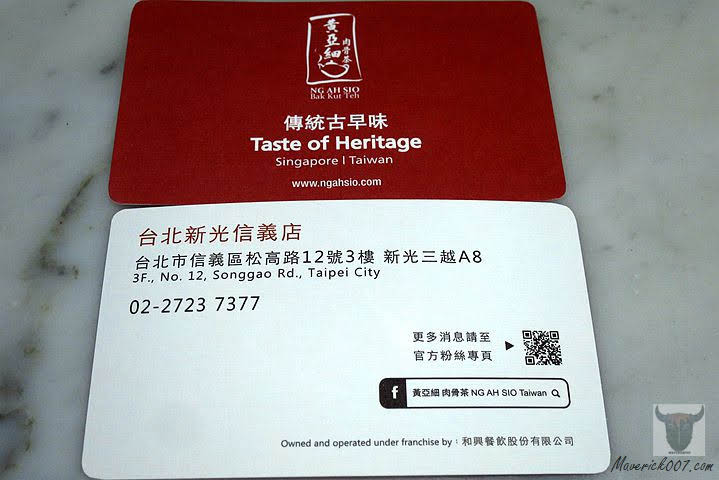 黃亞細
肉骨茶
NG AH SIO
Bak Kut Teh
傳統古早味
Taste of Heritage
Singapore | Taiwan
www.ngahsio.com
台北新光信義店
台北市信義區松高路12號3樓 新光三越A8
3F., No. 12, Songgao Rd., Taipei City
02-2723 7377
更多消息請至
官方粉絲專頁
f 黃亞細 肉骨茶 NG AH SIO Taiwan
Owned and operated under franchise by：和興餐飲股份有限公司
Maverick007.com